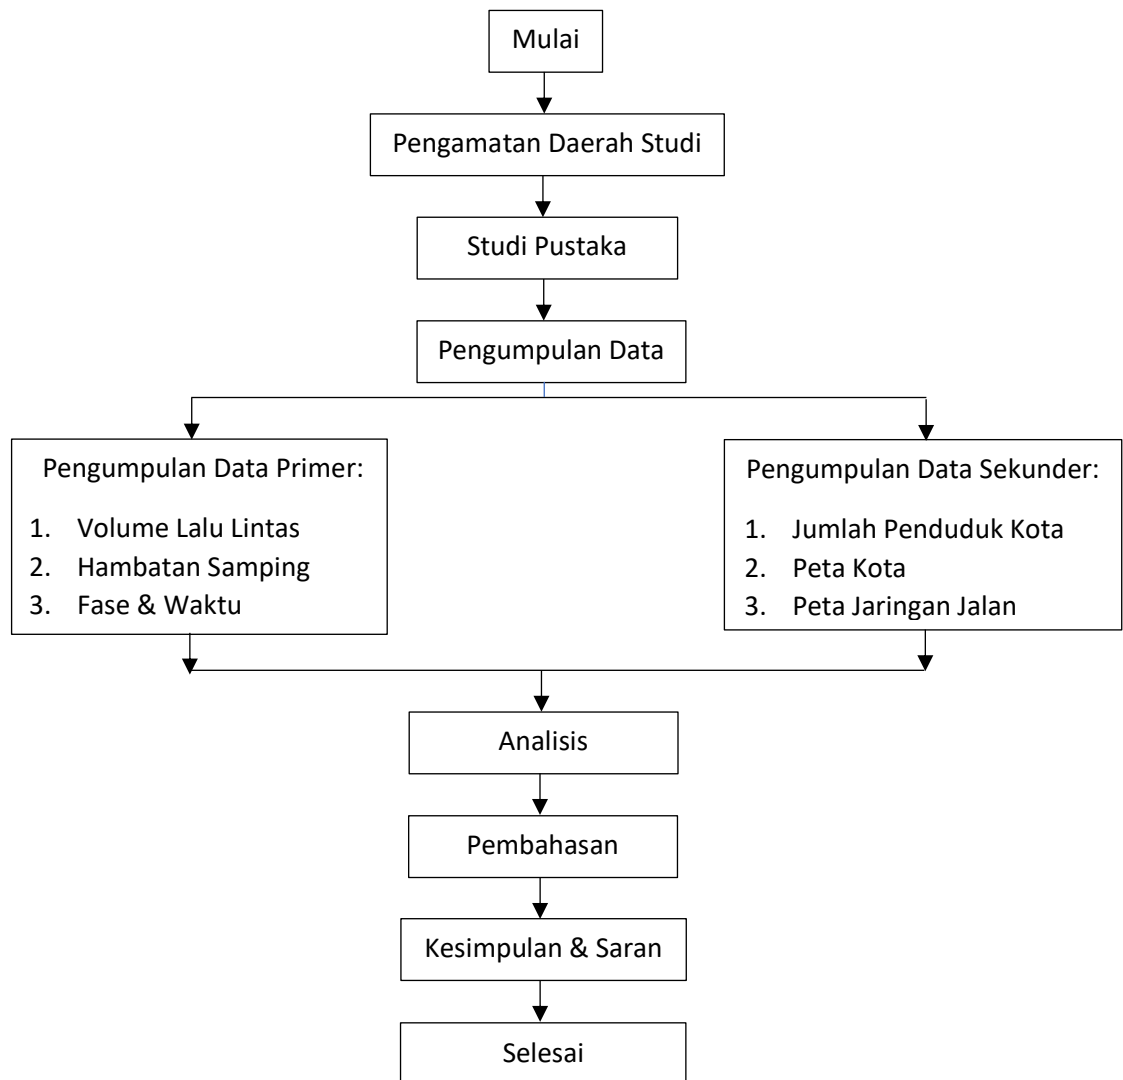 Mulai
Pengamatan Daerah Studi
Studi Pustaka
Pengumpulan Data
Pengumpulan Data Primer:
1. Volume Lalu Lintas
2. Hambatan Samping
3. Fase & Waktu
Pengumpulan Data Sekunder:
1. Jumlah Penduduk Kota
2. Peta Kota
3. Peta Jaringan Jalan
Analisis
Pembahasan
Kesimpulan & Saran
Selesai